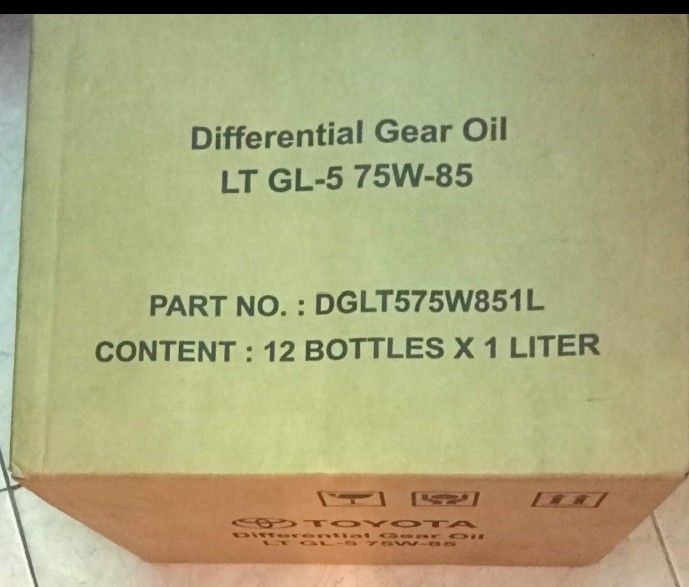 Differential Gear Oil
LT GL-5 75W-85
PART NO. : DGLT575W851L
CONTENT : 12 BOTTLES X 1 LITER
TOYOTA
Differential Gear Oil
LT GL-5 75W-85